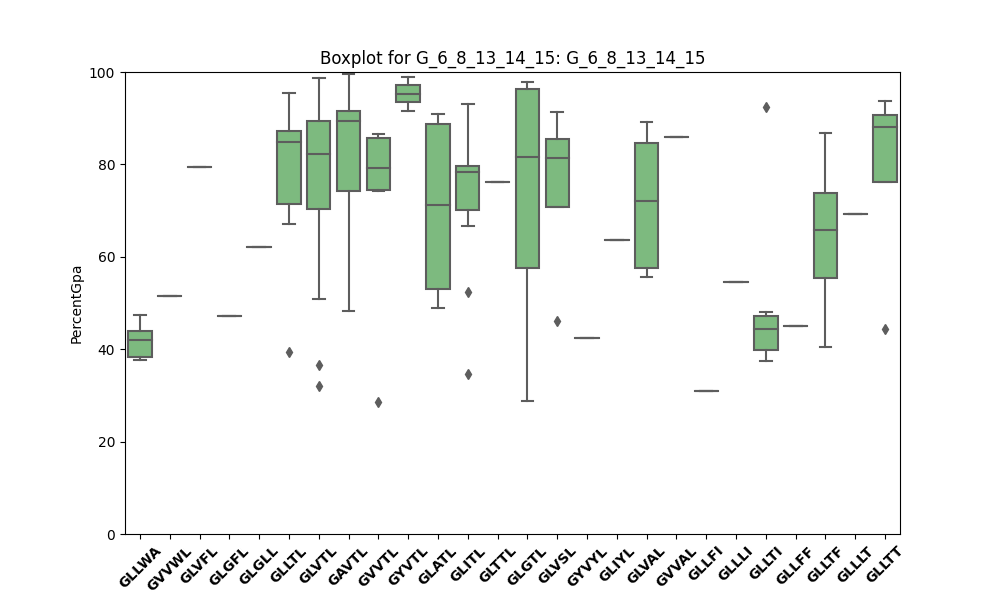 Boxplot for G_6_8_13_14_15: G_6_8_13_14_15
PercentGpa
100
80
60
40
20
0
GLLWA
GVVWL
GLVFL
GLGFL
GLGLL
GLLTL
GLVTL
GAVTL
GVVTL
GYVTL
GLATL
GLITL
GLTTL
GLGTL
GLVSL
GYVYL
GLIYL
GLVAL
GVVAL
GLLFI
GLLLI
GLLTI
GLLFF
GLLTF
GLLLT
GLLTT